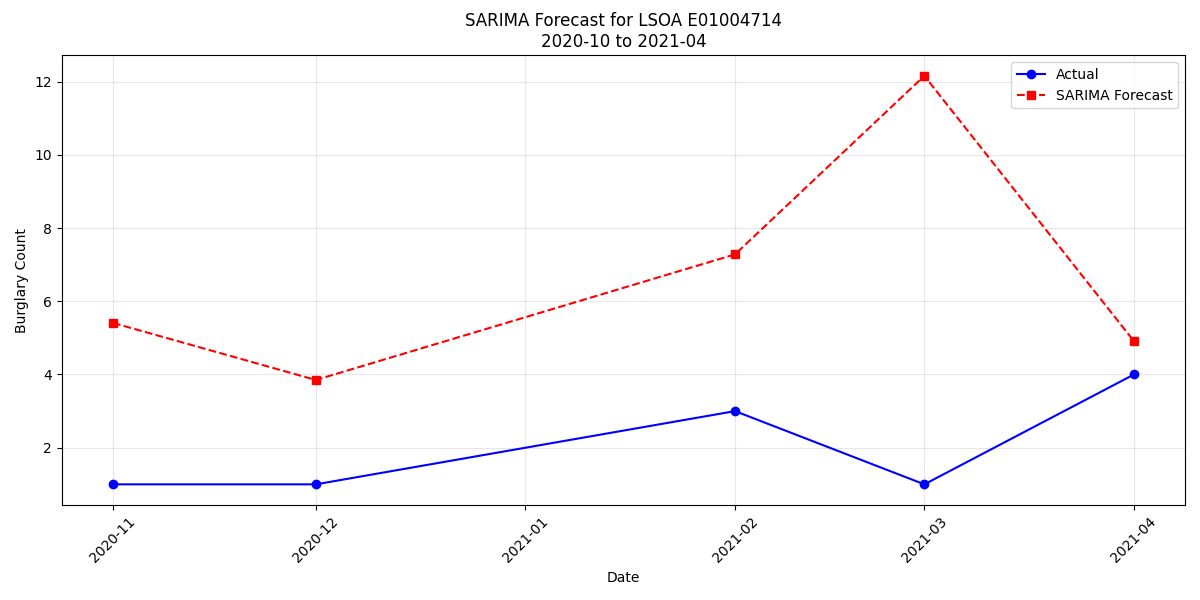 SARIMA Forecast for LSOA E01004714
2020-10 to 2021-04
Actual
SARIMA Forecast
12
10
8
6
4
2
Burglary Count
2020-11
2020-12
2021-01
2021-02
2021-03
2021-04
Date